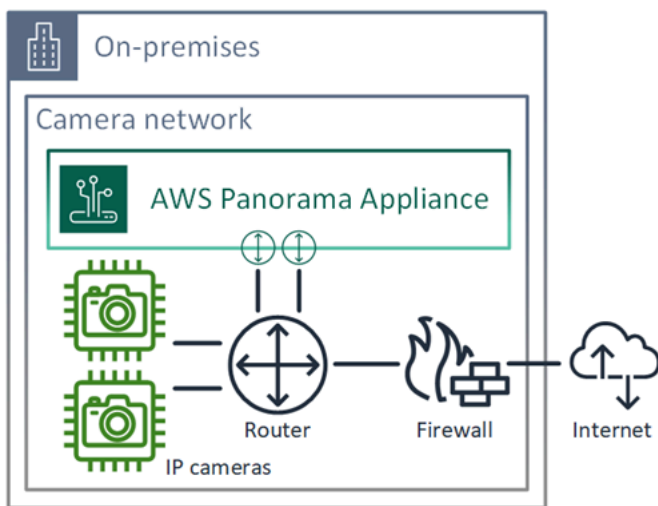 On-premises
Camera network
AWS Panorama Appliance
Router
Firewall
Internet
IP cameras